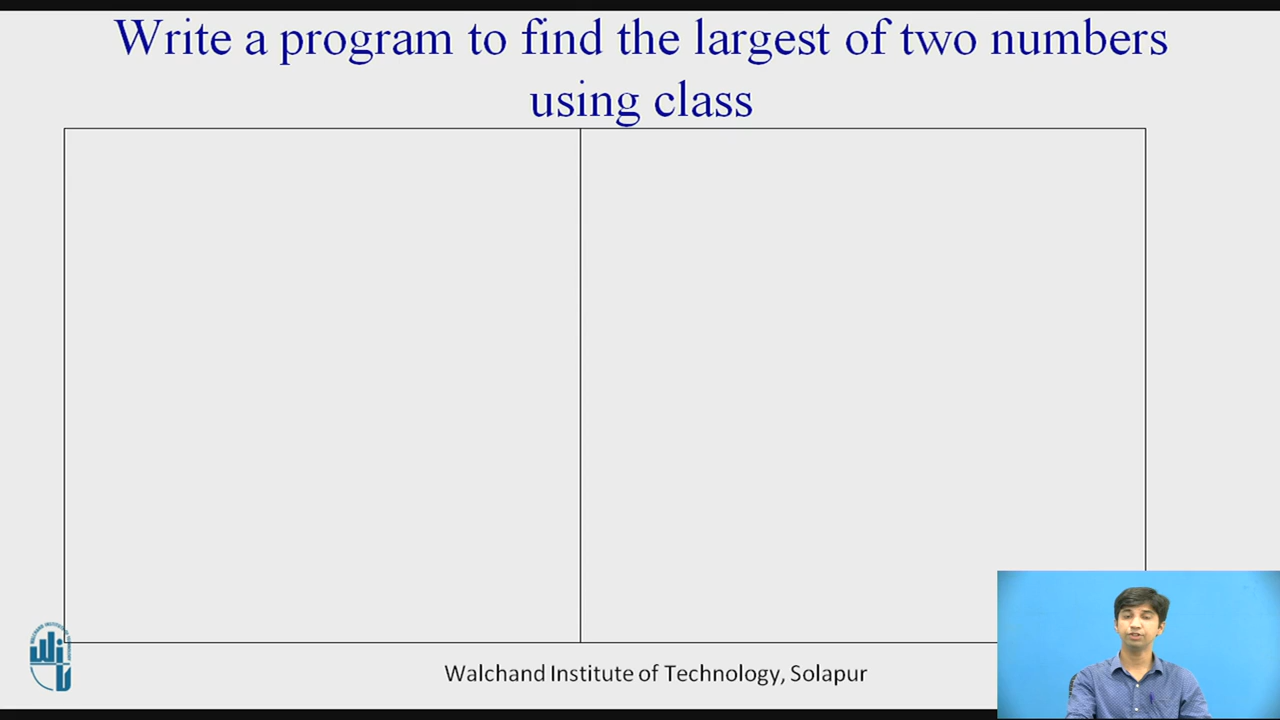 Write a program to find the largest of two numbers
using class
Walchand Institute of Technology, Solapur